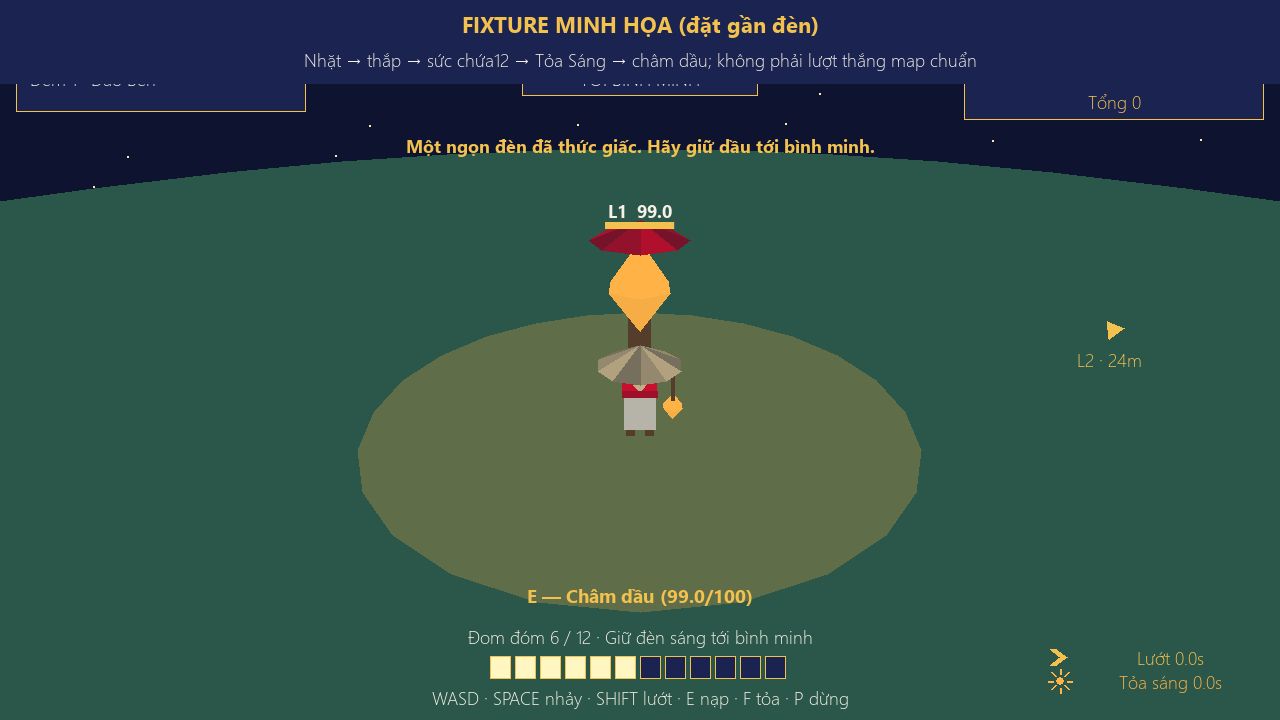 FIXTURE MINH HỌA (đặt gần đèn)
Nhặt → thắp → sức chứa12 → Tỏa Sáng → châm dầu; không phải lượt thắng map chuẩn
Tổng 0
Một ngọn đèn đã thức giấc. Hãy giữ dầu tới bình minh.
L1 99.0
L2 · 24m
E — Châm dầu (99.0/100)
Đom đóm 6 / 12 · Giữ đèn sáng tới bình minh
Lướt 0.0s
Tỏa sáng 0.0s
WASD · SPACE nhảy · SHIFT lướt · E nạp · F tỏa · P dừng